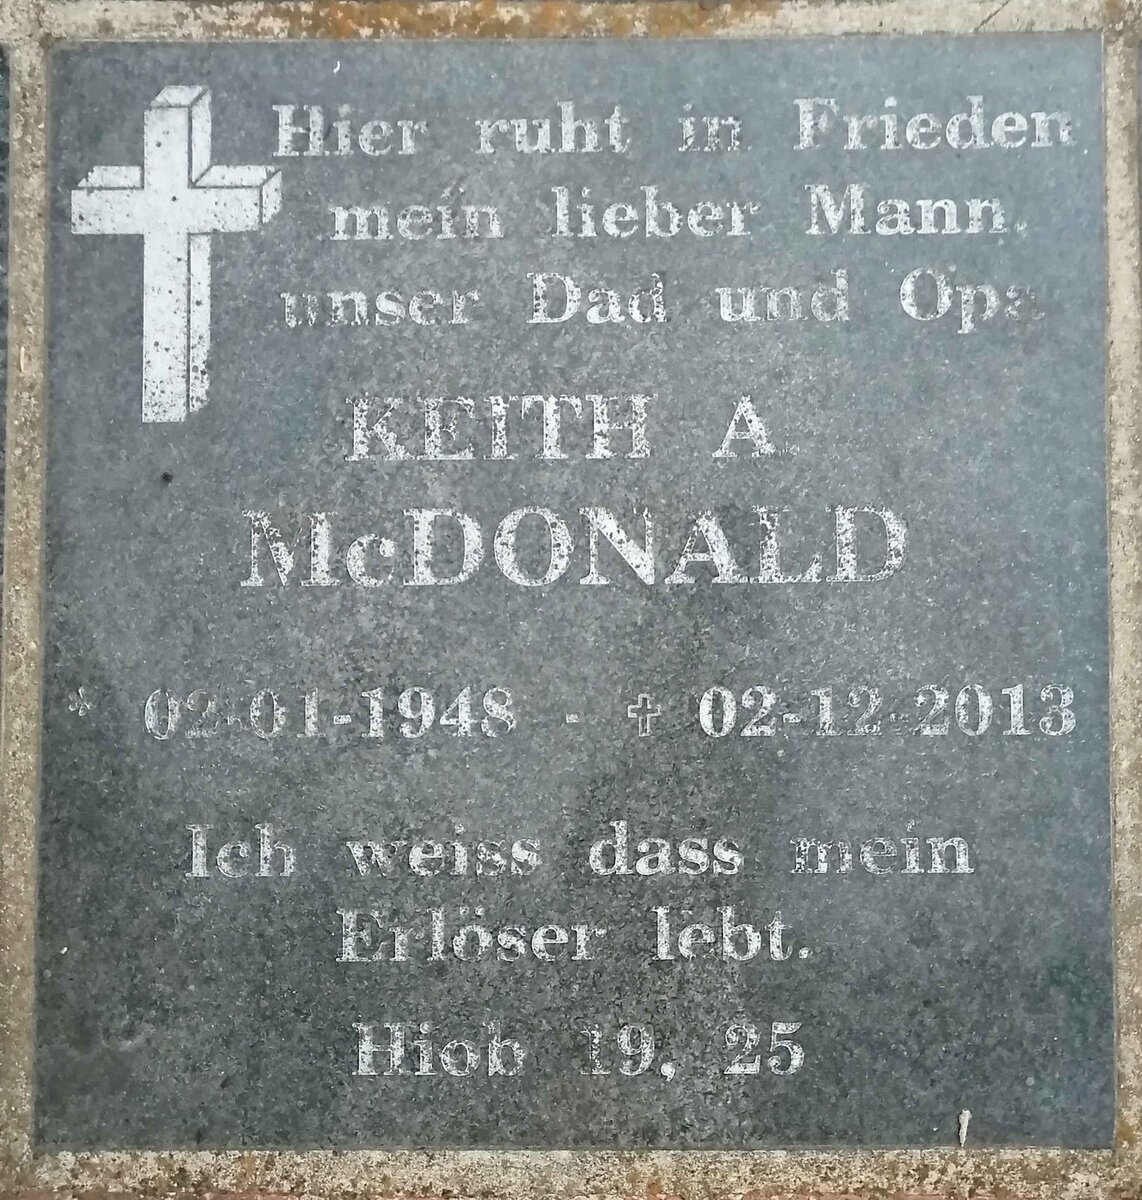 Hier ruht in Frieden
mein lieber Mann,
unser Dad und Opa
KEITH A.
McDONALD
* 02-01-1948 - † 02-12-2013
Ich weiss dass mein
Erlöser lebt.
Hiob 19, 25